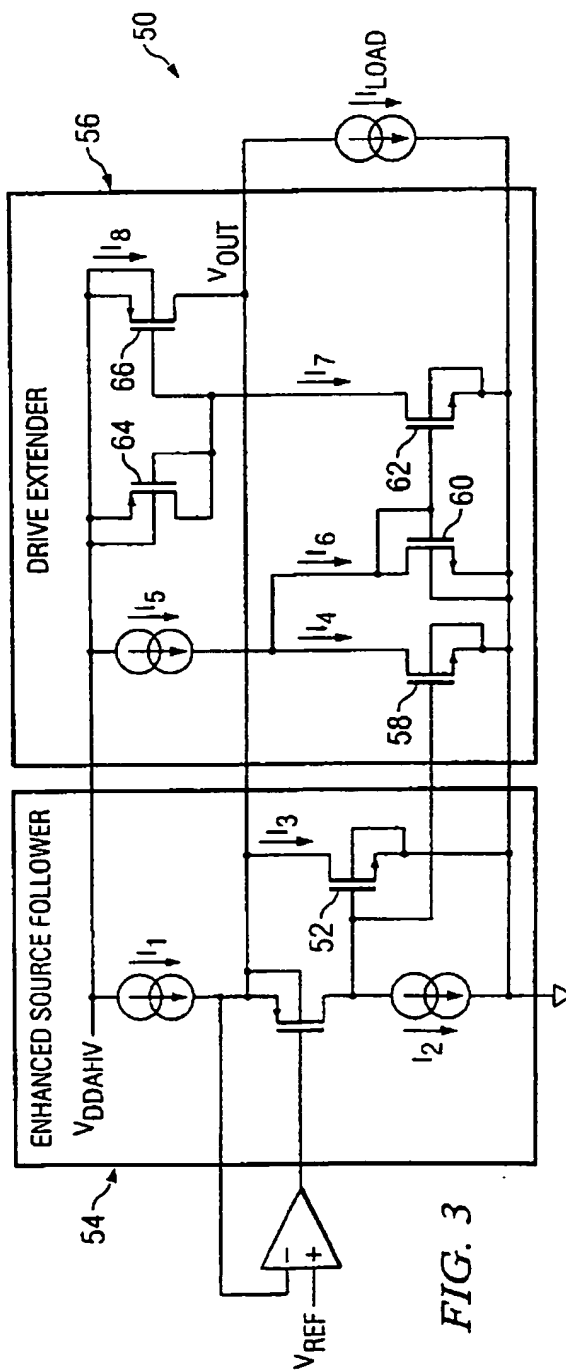 50
54
56
ENHANCED SOURCE FOLLOWER
DRIVE EXTENDER
VDDAHV
I1
I5
64
66
I8
VOUT
ILOAD
I3
I4
I6
I7
52
58
60
62
I2
VREF
-
+
FIG. 3